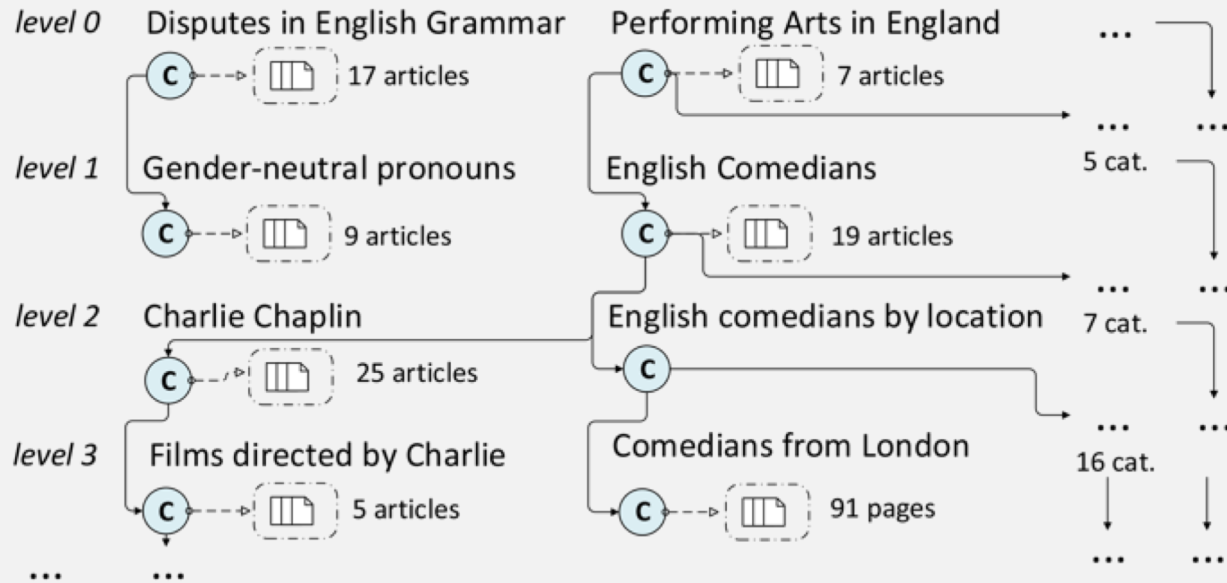 level 0 Disputes in English Grammar Performing Arts in England ...
C 17 articles C 7 articles
... ...
level 1 Gender-neutral pronouns English Comedians 5 cat.
C 9 articles C 19 articles
... ...
level 2 Charlie Chaplin English comedians by location 7 cat.
C 25 articles C
... ...
level 3 Films directed by Charlie Comedians from London 16 cat.
C 5 articles C 91 pages
... ... ... ...